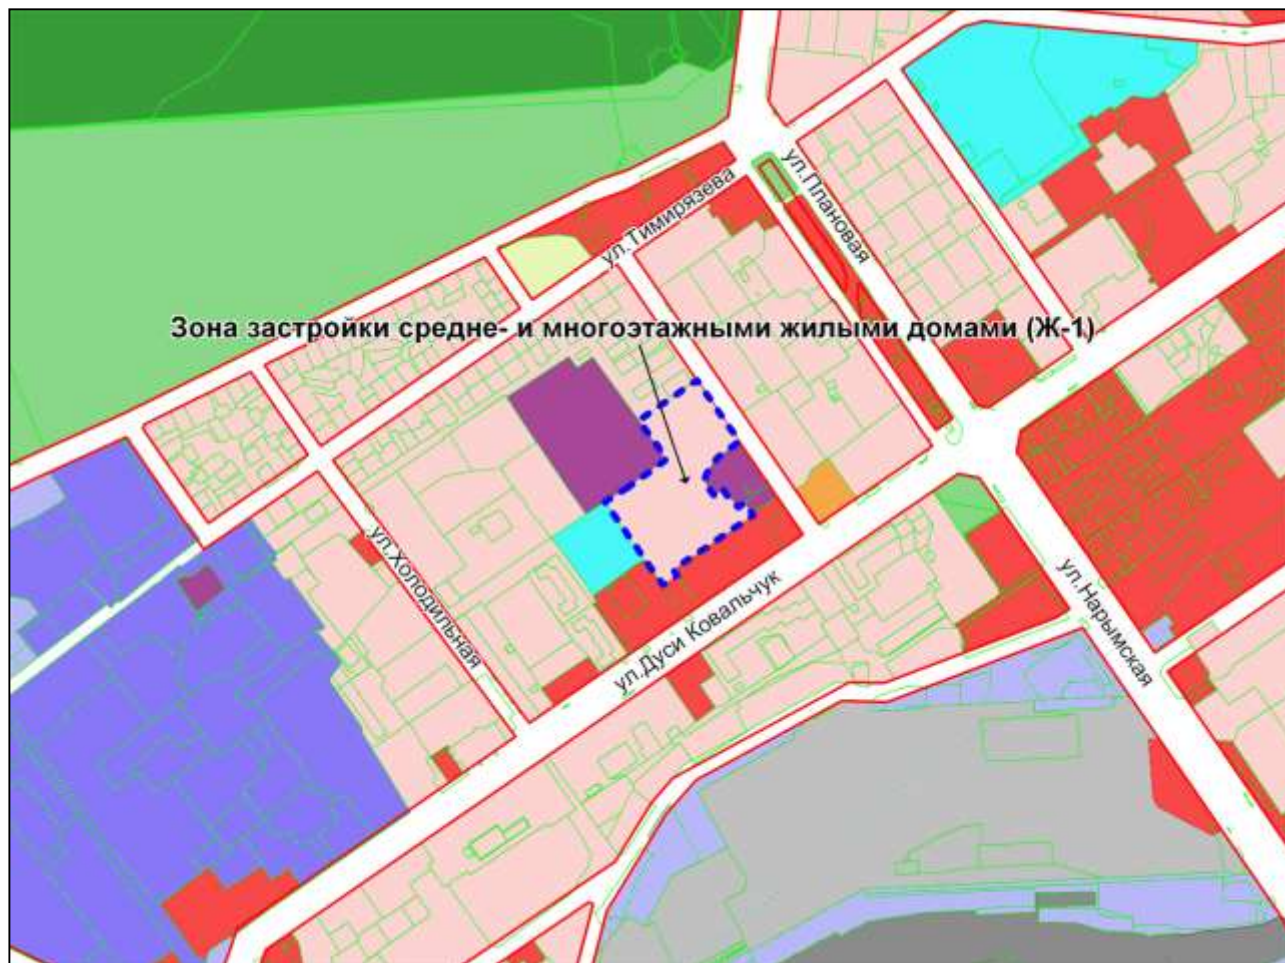 ул.Плановая
ул.Тимирязева
Зона застройки средне- и многоэтажными жилыми домами (Ж-1)
ул.Холодильная
ул.Дуси Ковальчук
ул.Нарымская